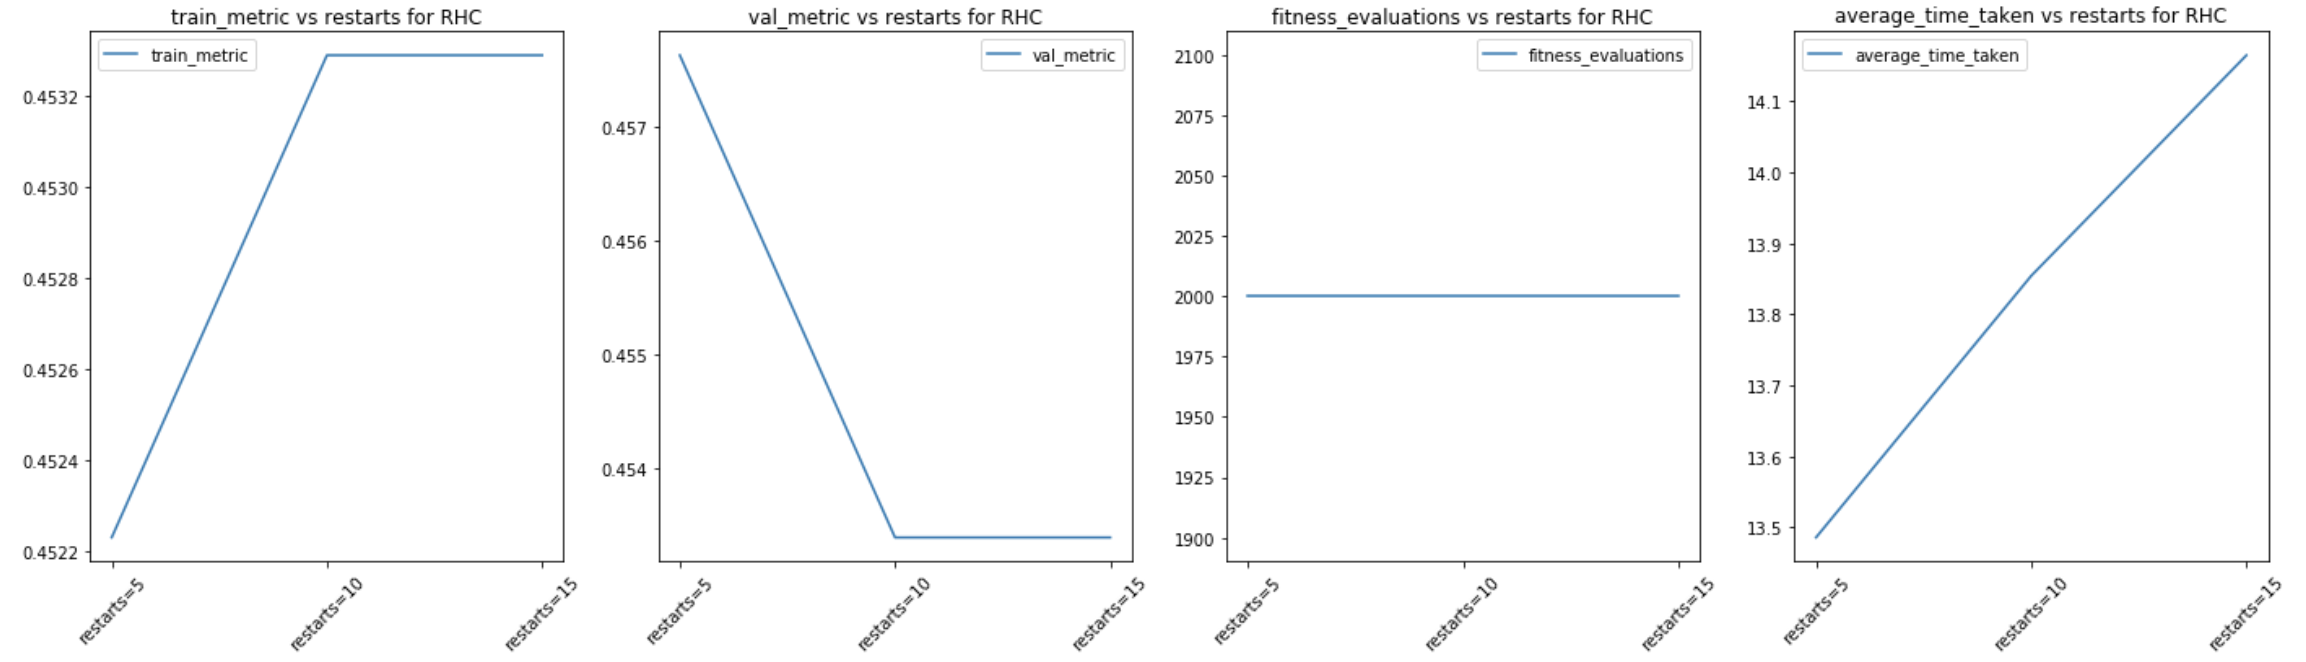 train_metric vs restarts for RHC
train_metric
0.4532
0.4530
0.4528
0.4526
0.4524
0.4522
restarts=5
restarts=10
restarts=15
val_metric vs restarts for RHC
val_metric
0.457
0.456
0.455
0.454
restarts=5
restarts=10
restarts=15
fitness_evaluations vs restarts for RHC
fitness_evaluations
2100
2075
2050
2025
2000
1975
1950
1925
1900
restarts=5
restarts=10
restarts=15
average_time_taken vs restarts for RHC
average_time_taken
14.1
14.0
13.9
13.8
13.7
13.6
13.5
restarts=5
restarts=10
restarts=15